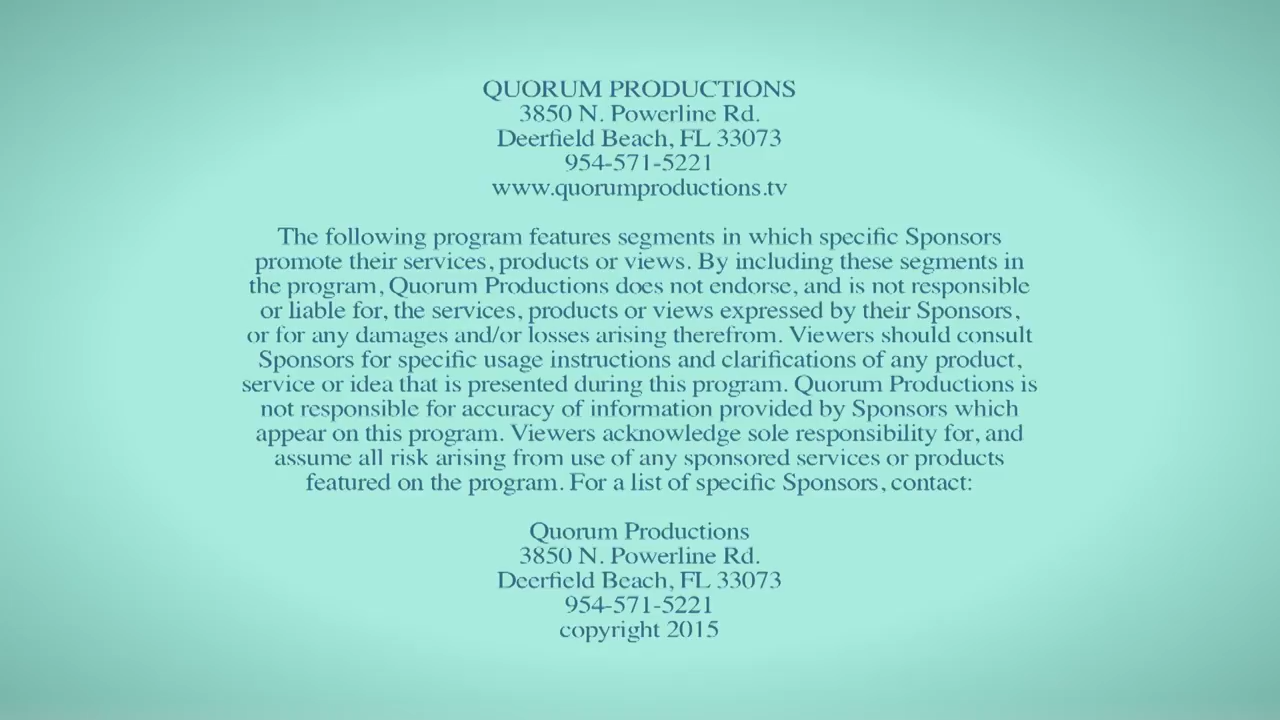 QUORUM PRODUCTIONS
3850 N. Powerline Rd.
Deerfield Beach, FL 33073
954-571-5221
www.quorumproductions.tv
The following program features segments in which specific Sponsors
promote their services, products or views. By including these segments in
the program, Quorum Productions does not endorse, and is not responsible
or liable for, the services, products or views expressed by their Sponsors,
or for any damages and/or losses arising therefrom. Viewers should consult
Sponsors for specific usage instructions and clarifications of any product,
service or idea that is presented during this program. Quorum Productions is
not responsible for accuracy of information provided by Sponsors which
appear on this program. Viewers acknowledge sole responsibility for, and
assume all risk arising from use of any sponsored services or products
featured on the program. For a list of specific Sponsors, contact:
Quorum Productions
3850 N. Powerline Rd.
Deerfield Beach, FL 33073
954-571-5221
copyright 2015